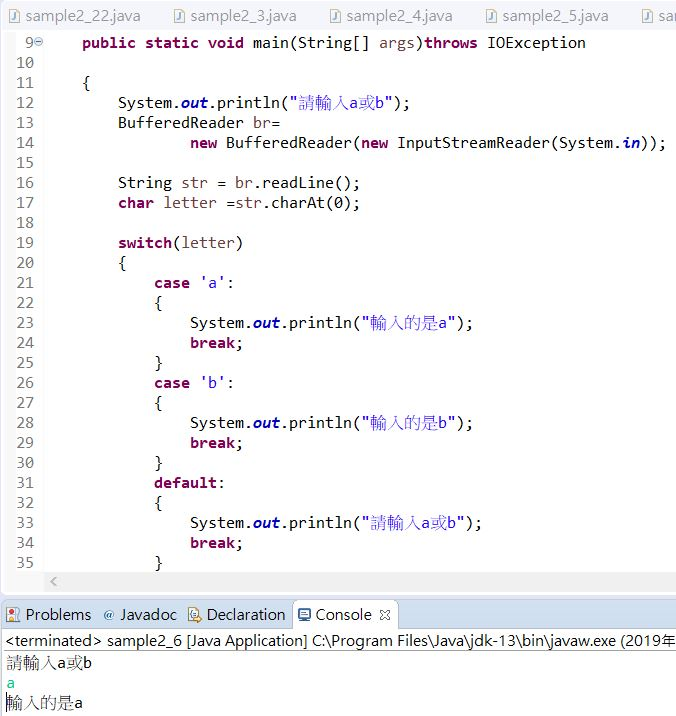 sample2_22.java sample2_3.java sample2_4.java sample2_5.java sa
9 public static void main(String[] args)throws IOException
10
11 {
12 System.out.println("請輸入a或b");
13 BufferedReader br=
14 new BufferedReader(new InputStreamReader(System.in));
15
16 String str = br.readLine();
17 char letter =str.charAt(0);
18
19 switch(letter)
20 {
21 case 'a':
22 {
23 System.out.println("輸入的是a");
24 break;
25 }
26 case 'b':
27 {
28 System.out.println("輸入的是b");
29 break;
30 }
31 default:
32 {
33 System.out.println("請輸入a或b");
34 break;
35 }
Problems @ Javadoc Declaration Console
<terminated> sample2_6 [Java Application] C:\Program Files\Java\jdk-13\bin\javaw.exe (2019年
請輸入a或b
a
輸入的是a